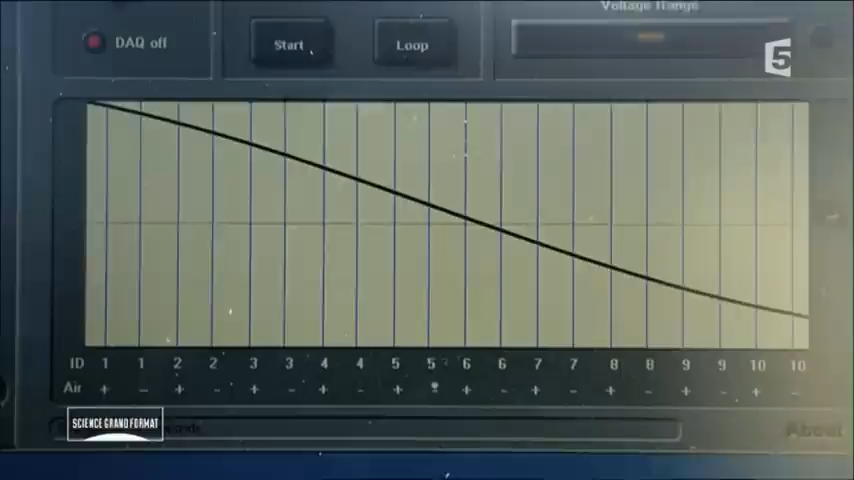 Voltage Range
DAQ off
Start
Loop
5
ID 1 1 2 2 3 3 4 4 5 5 6 6 7 7 8 8 9 9 10 10
Air + - + - + - + - + + - + - + - + - + -
SCIENCE GRAND FORMAT
About